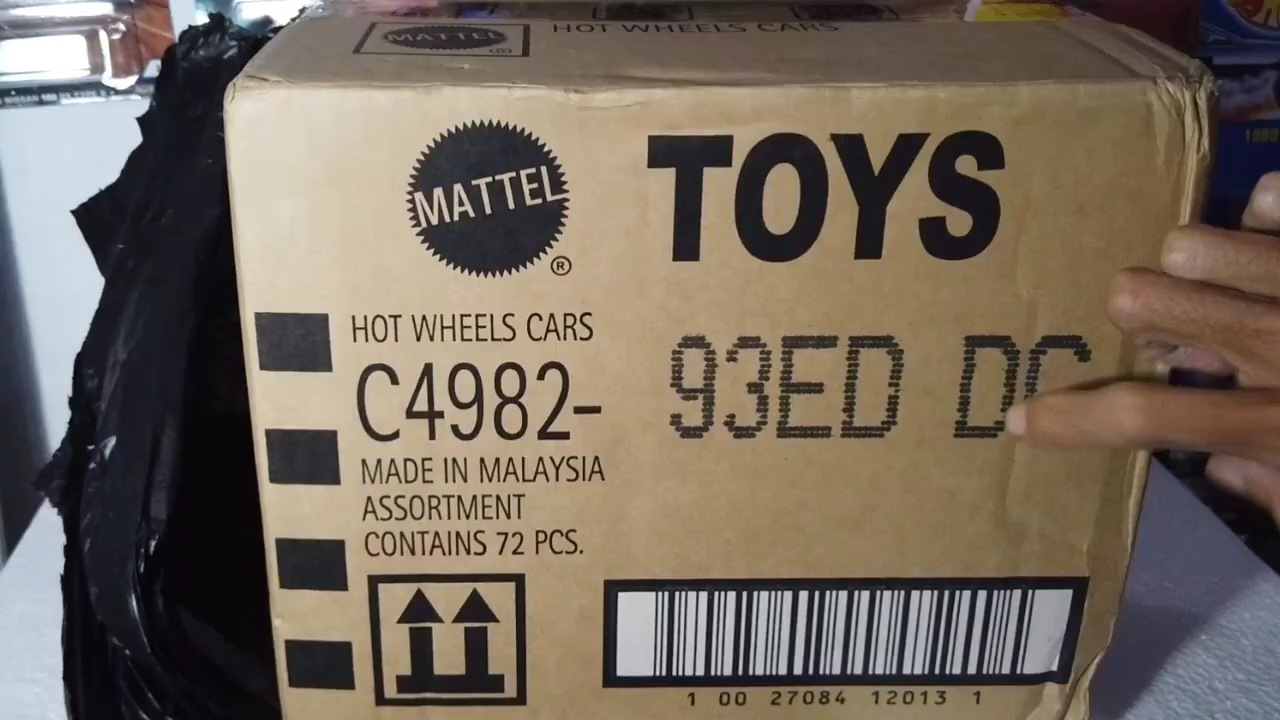 MATTEL
®
HOT WHEELS CARS
MATTEL
®
TOYS
HOT WHEELS CARS
C4982-
93ED DC
MADE IN MALAYSIA
ASSORTMENT
CONTAINS 72 PCS.
1 00 27084 12013 1